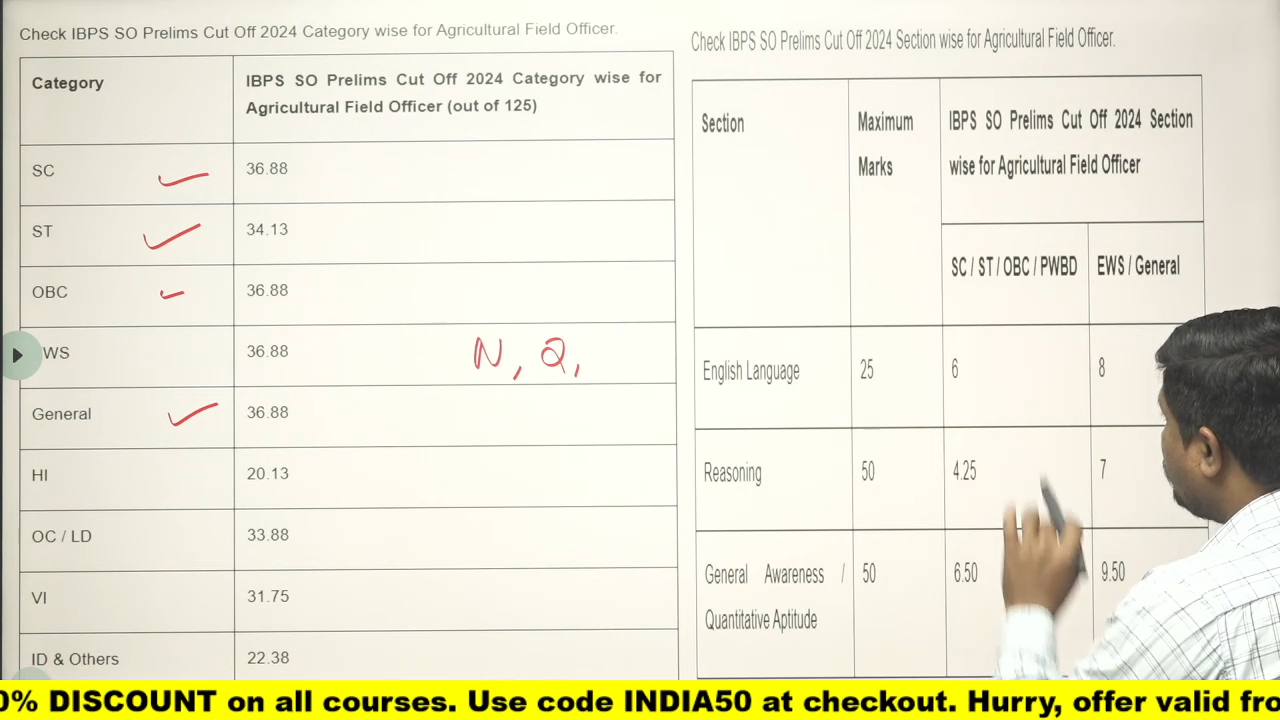 Check IBPS SO Prelims Cut Off 2024 Category wise for Agricultural Field Officer.
Category
IBPS SO Prelims Cut Off 2024 Category wise for
Agricultural Field Officer (out of 125)
SC 36.88
ST 34.13
OBC 36.88
WS 36.88 N, Q,
General 36.88
HI 20.13
OC / LD 33.88
VI 31.75
ID & Others 22.38
Check IBPS SO Prelims Cut Off 2024 Section wise for Agricultural Field Officer.
Section
Maximum
Marks
IBPS SO Prelims Cut Off 2024 Section
wise for Agricultural Field Officer
SC / ST / OBC / PWBD EWS / General
English Language 25 6 8
Reasoning 50 4.25 7
General Awareness / 50 6.50 9.50
Quantitative Aptitude
0% DISCOUNT on all courses. Use code INDIA50 at checkout. Hurry, offer valid fro